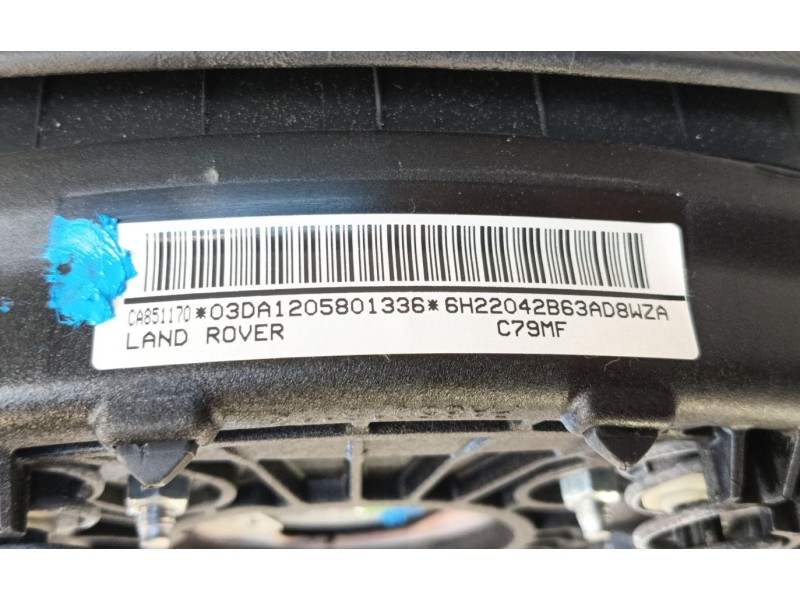 CA851170*03DA1205801336*6H22042B63AD8WZA
LAND ROVER C79MF